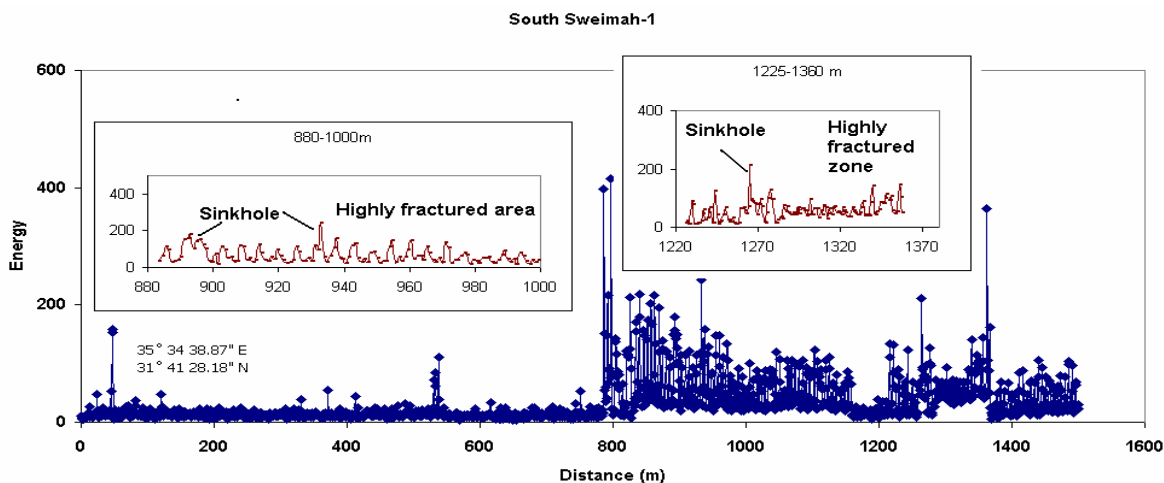 South Sweimah-1
600
400
200
0
Energy
0 200 400 600 800 1000 1200 1400 1600
Distance (m)
35° 34 38.87" E
31° 41 28.18" N
880-1000m
400
200
0
Sinkhole
Highly fractured area
880 900 920 940 960 980 1000
1225-1360 m
400
200
0
Sinkhole
Highly
fractured
zone
1220 1270 1320 1370